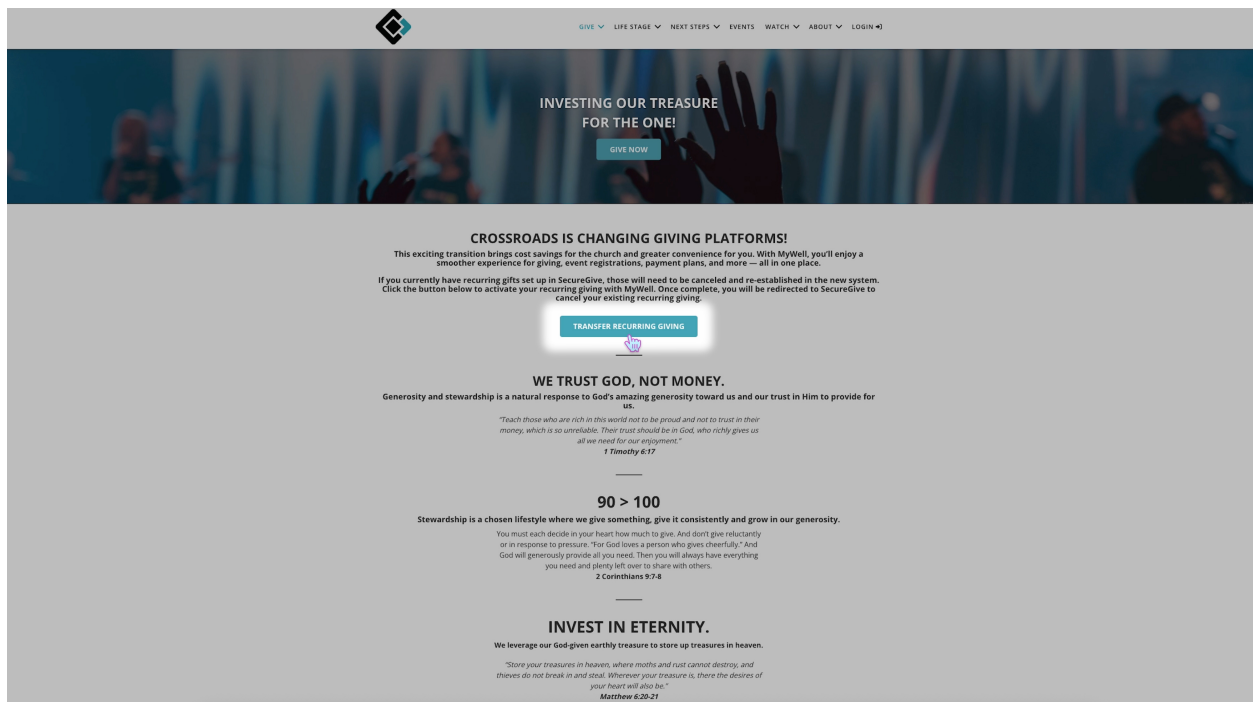 GIVE LIFE STAGE NEXT STEPS EVENTS WATCH ABOUT LOGIN
INVESTING OUR TREASURE
FOR THE ONE!
GIVE NOW
CROSSROADS IS CHANGING GIVING PLATFORMS!
This exciting transition brings cost savings for the church and greater convenience for you. With MyWell, you'll enjoy a
smoother experience for giving, event registrations, payment plans, and more — all in one place.
If you currently have recurring gifts set up in SecureGive, those will need to be canceled and re-established in the new system.
Click the button below to activate your recurring giving with MyWell. Once complete, you will be redirected to SecureGive to
cancel your existing recurring giving.
TRANSFER RECURRING GIVING
WE TRUST GOD, NOT MONEY.
Generosity and stewardship is a natural response to God's amazing generosity toward us and our trust in Him to provide for
us.
"Teach those who are rich in this world not to be proud and not to trust in their
money, which is so unreliable. Their trust should be in God, who richly gives us
all we need for our enjoyment."
1 Timothy 6:17
90 > 100
Stewardship is a chosen lifestyle where we give something, give it consistently and grow in our generosity.
You must each decide in your heart how much to give. And don't give reluctantly
or in response to pressure. "For God loves a person who gives cheerfully." And
God will generously provide all you need. Then you will always have everything
you need and plenty left over to share with others.
2 Corinthians 9:7-8
INVEST IN ETERNITY.
We leverage our God-given earthly treasure to store up treasures in heaven.
"Store your treasures in heaven, where moths and rust cannot destroy, and
thieves do not break in and steal. Wherever your treasure is, there the desires of
your heart will also be."
Matthew 6:20-21